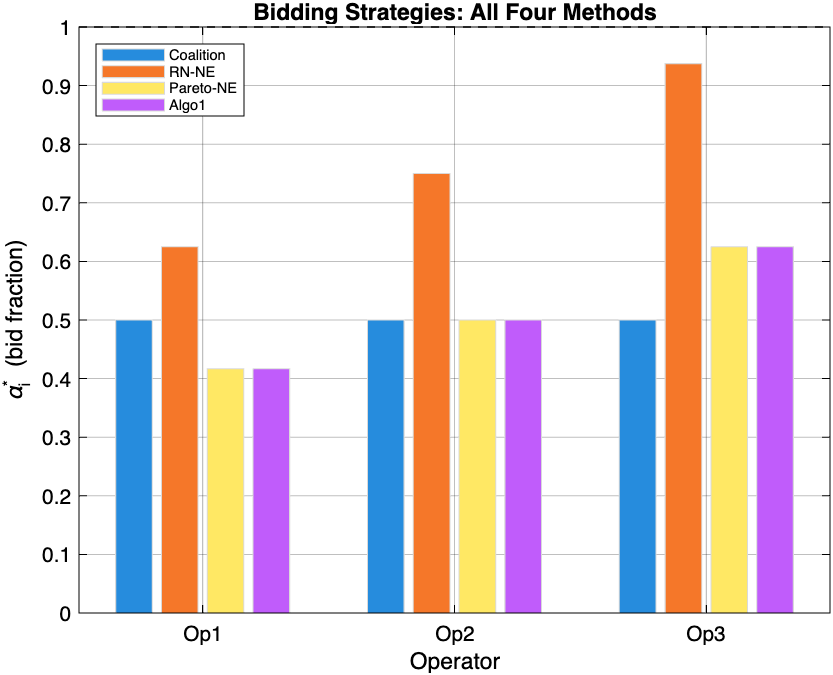 Bidding Strategies: All Four Methods
Coalition
RN-NE
Pareto-NE
Algo1
1
0.9
0.8
0.7
0.6
0.5
0.4
0.3
0.2
0.1
0
α*i (bid fraction)
Op1 Op2 Op3
Operator